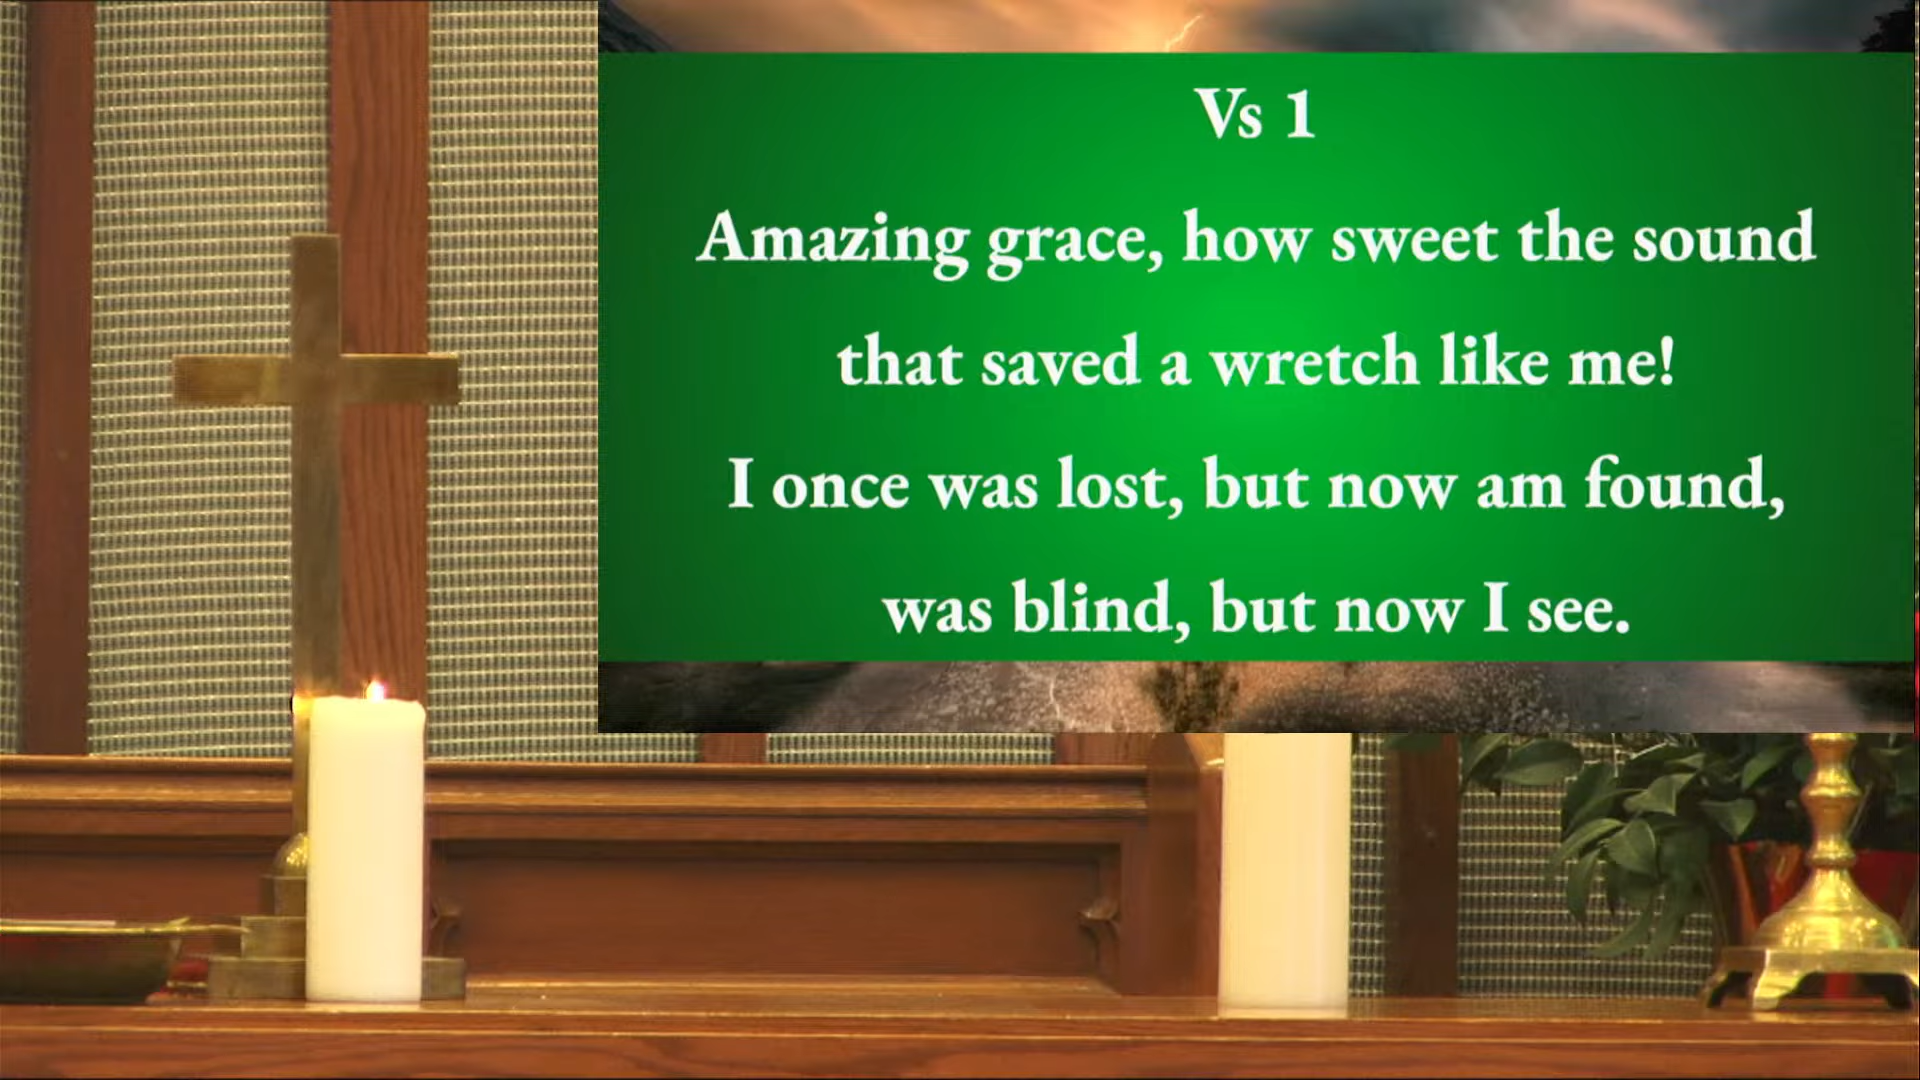 Vs 1
Amazing grace, how sweet the sound
that saved a wretch like me!
I once was lost, but now am found,
was blind, but now I see.